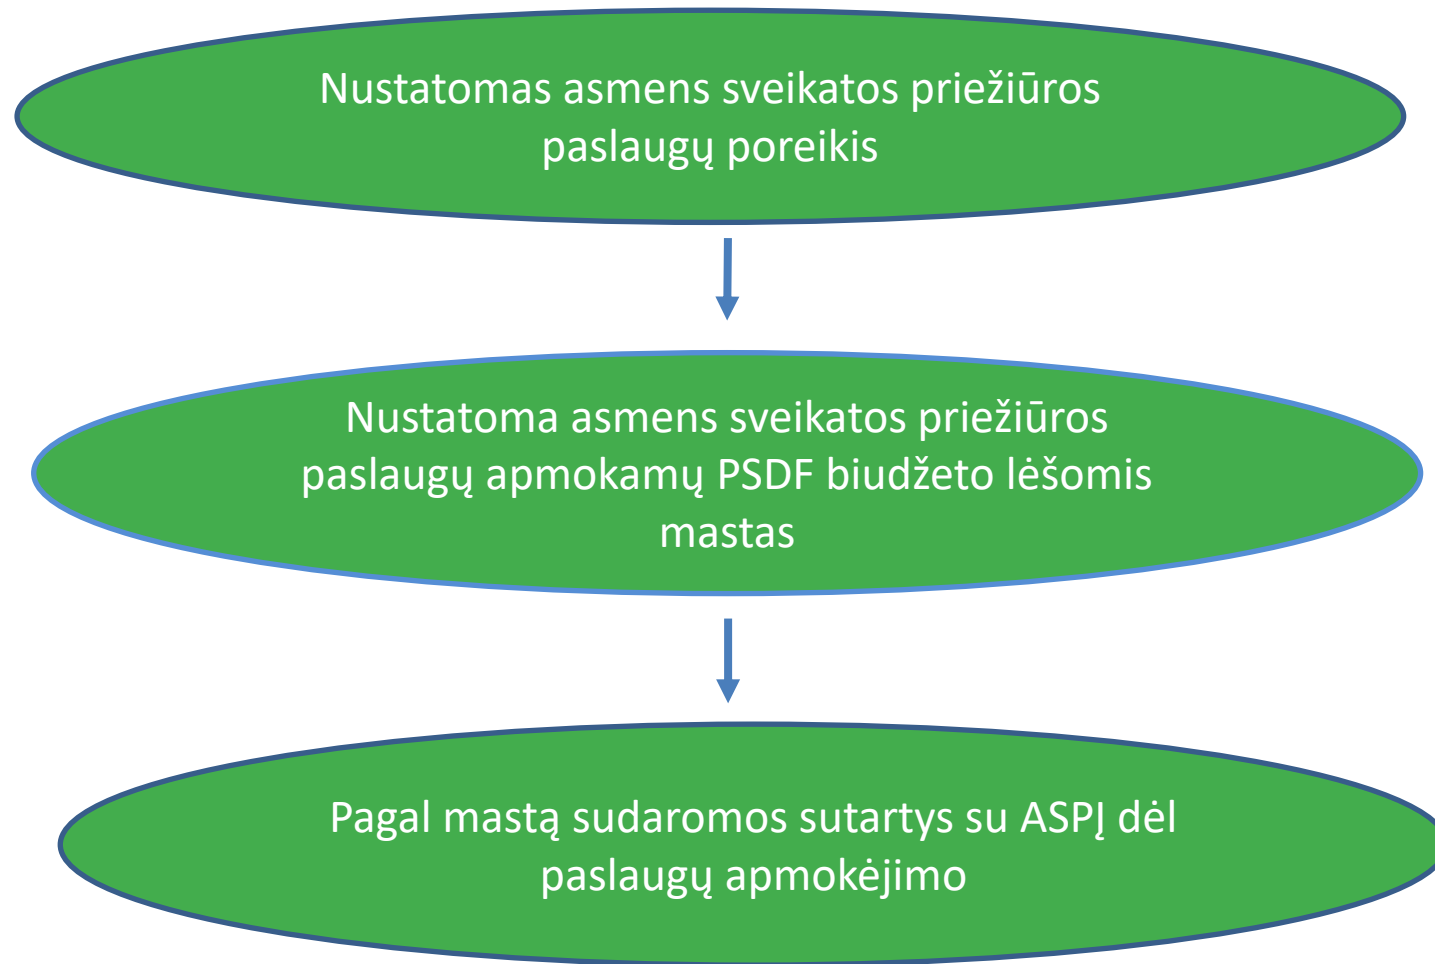 Nustatomas asmens sveikatos priežiūros
paslaugų poreikis
Nustatoma asmens sveikatos priežiūros
paslaugų apmokamų PSDF biudžeto lėšomis
mastas
Pagal mastą sudaromos sutartys su ASPĮ dėl
paslaugų apmokėjimo